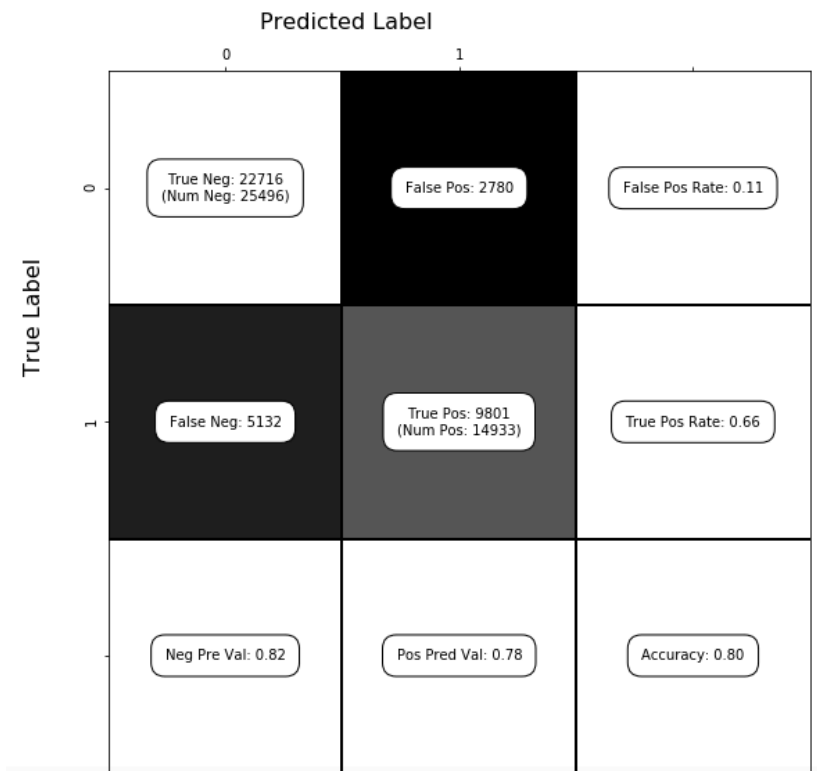 Predicted Label
0
1
True Label
0
True Neg: 22716
(Num Neg: 25496)
False Pos: 2780
False Pos Rate: 0.11
1
False Neg: 5132
True Pos: 9801
(Num Pos: 14933)
True Pos Rate: 0.66
Neg Pre Val: 0.82
Pos Pred Val: 0.78
Accuracy: 0.80